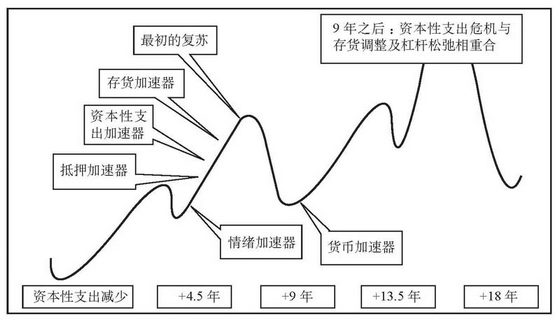 最初的复苏
9 年之后：资本性支出危机与
存货调整及杠杆松弛相重合
存货加速器
资本性支
出加速器
抵押加速器
情绪加速器
货币加速器
资本性支出减少
+4.5 年
+9 年
+13.5 年
+18 年